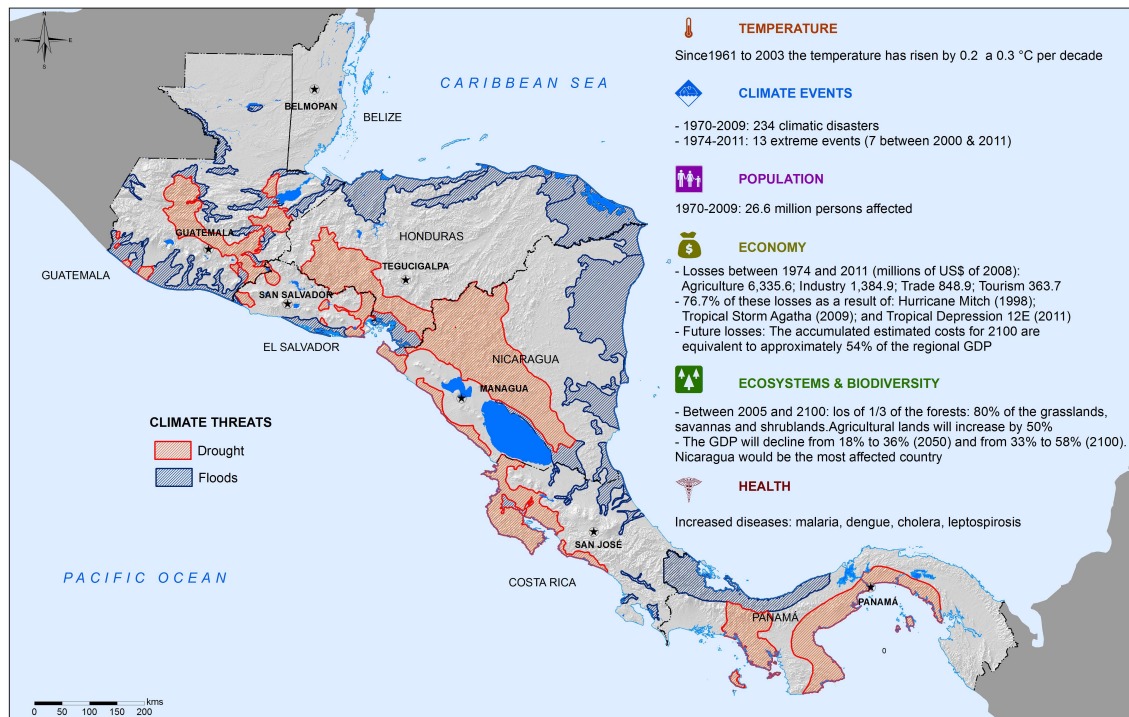 N
W
E
S
CARIBBEAN SEA
BELMOPAN
BELIZE
GUATEMALA
HONDURAS
GUATEMALA
TEGUCIGALPA
SAN SALVADOR
EL SALVADOR
NICARAGUA
MANAGUA
CLIMATE THREATS
Drought
Floods
SAN JOSÉ
COSTA RICA
PACIFIC OCEAN
PANAMÁ
PANAMÁ
0
kms
0 50 100 150 200
TEMPERATURE
Since1961 to 2003 the temperature has risen by 0.2 a 0.3 °C per decade
CLIMATE EVENTS
- 1970-2009: 234 climatic disasters
- 1974-2011: 13 extreme events (7 between 2000 & 2011)
POPULATION
1970-2009: 26.6 million persons affected
$
ECONOMY
- Losses between 1974 and 2011 (millions of US$ of 2008):
Agriculture 6,335.6; Industry 1,384.9; Trade 848.9; Tourism 363.7
- 76.7% of these losses as a result of: Hurricane Mitch (1998);
Tropical Storm Agatha (2009); and Tropical Depression 12E (2011)
- Future losses: The accumulated estimated costs for 2100 are
equivalent to approximately 54% of the regional GDP
ECOSYSTEMS & BIODIVERSITY
- Between 2005 and 2100: los of 1/3 of the forests: 80% of the grasslands,
savannas and shrublands.Agricultural lands will increase by 50%
- The GDP will decline from 18% to 36% (2050) and from 33% to 58% (2100).
Nicaragua would be the most affected country
HEALTH
Increased diseases: malaria, dengue, cholera, leptospirosis